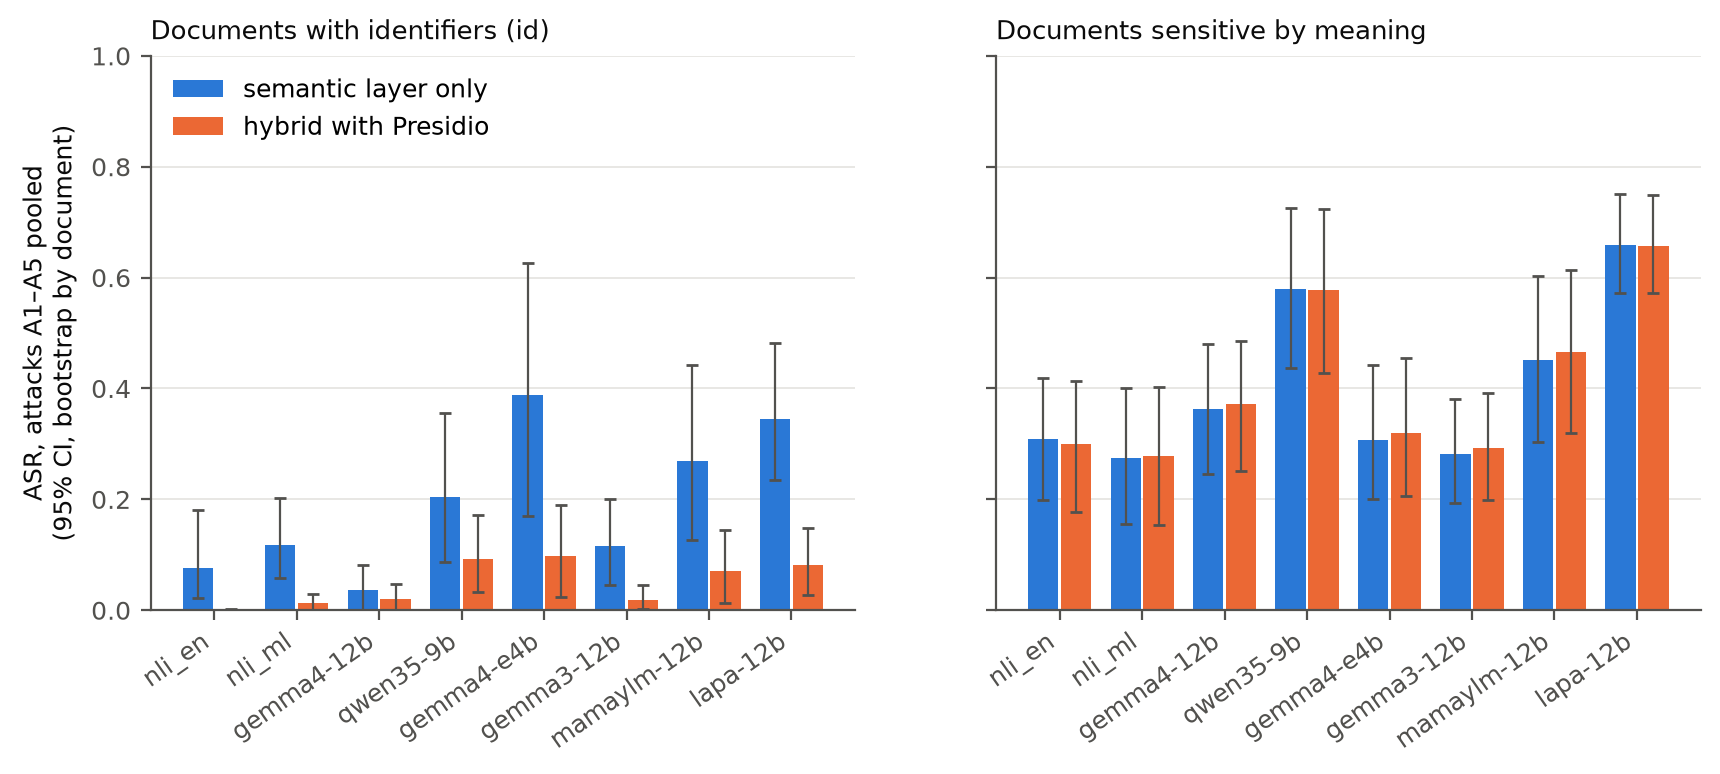 Documents with identifiers (id)
Documents sensitive by meaning
semantic layer only
hybrid with Presidio
ASR, attacks A1–A5 pooled
(95% CI, bootstrap by document)
1.0
0.8
0.6
0.4
0.2
0.0
nli_en
nli_ml
gemma4-12b
qwen35-9b
gemma4-e4b
gemma3-12b
mamaylm-12b
lapa-12b
nli_en
nli_ml
gemma4-12b
qwen35-9b
gemma4-e4b
gemma3-12b
mamaylm-12b
lapa-12b